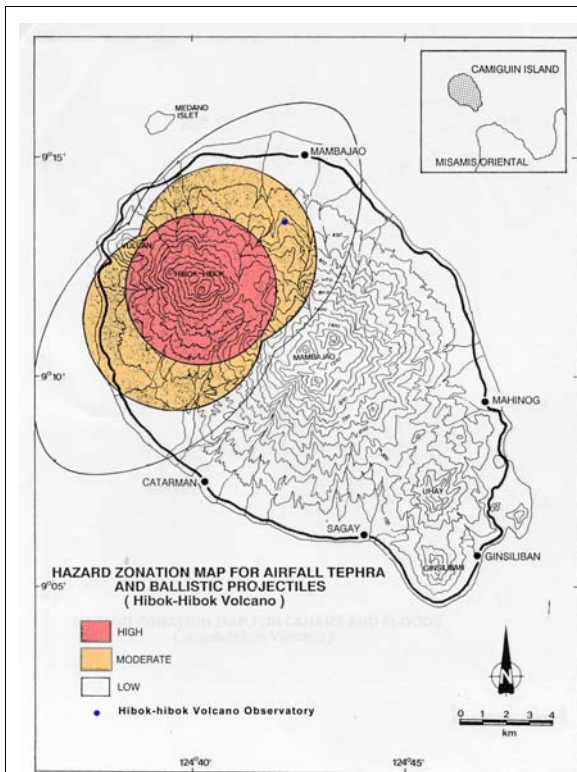 CAMIGUIN ISLAND
MISAMIS ORIENTAL
MEDANO
ISLET
9°15'
MAMBAJAO
VULCAN
HIBOK-HIBOK
MAMBAJAO
9°10'
MAHINOG
CATARMAN
UHAY
SAGAY
GINSILIBAN
GINSILIBAN
9°05'
HAZARD ZONATION MAP FOR AIRFALL TEPHRA
AND BALLISTIC PROJECTILES
( Hibok-Hibok Volcano )
HIGH
MODERATE
LOW
Hibok-hibok Volcano Observatory
N
0 1 2 3 4
km
124°40'
124°45'